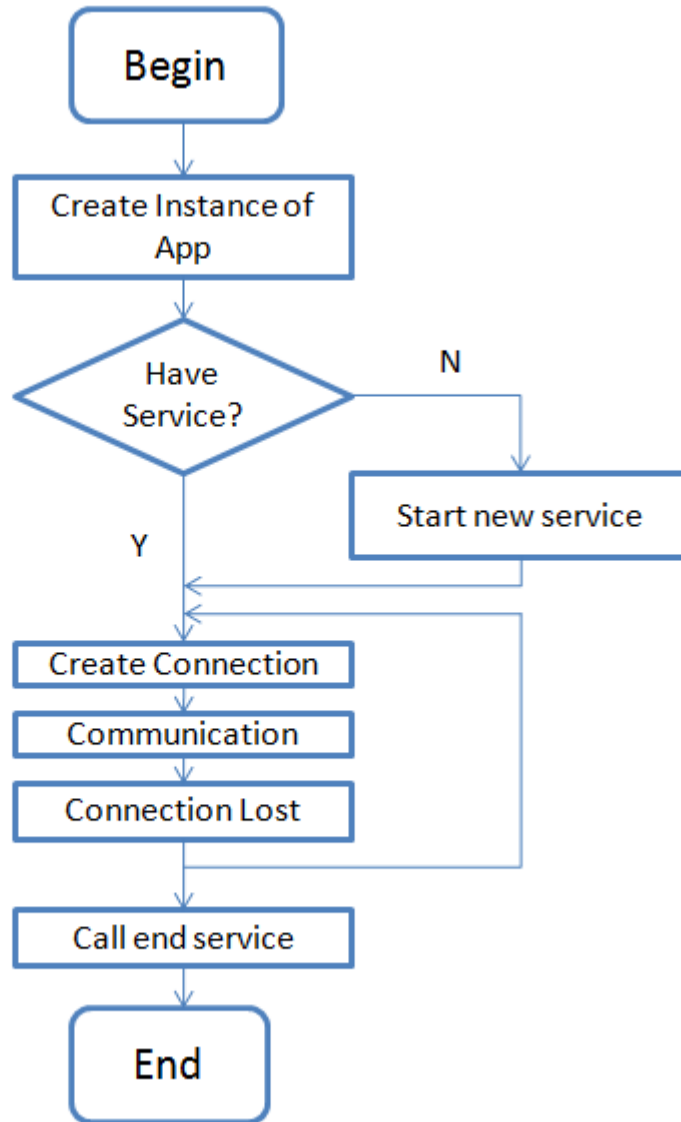 Begin
Create Instance of
App
Have
Service?
N
Start new service
Y
Create Connection
Communication
Connection Lost
Call end service
End